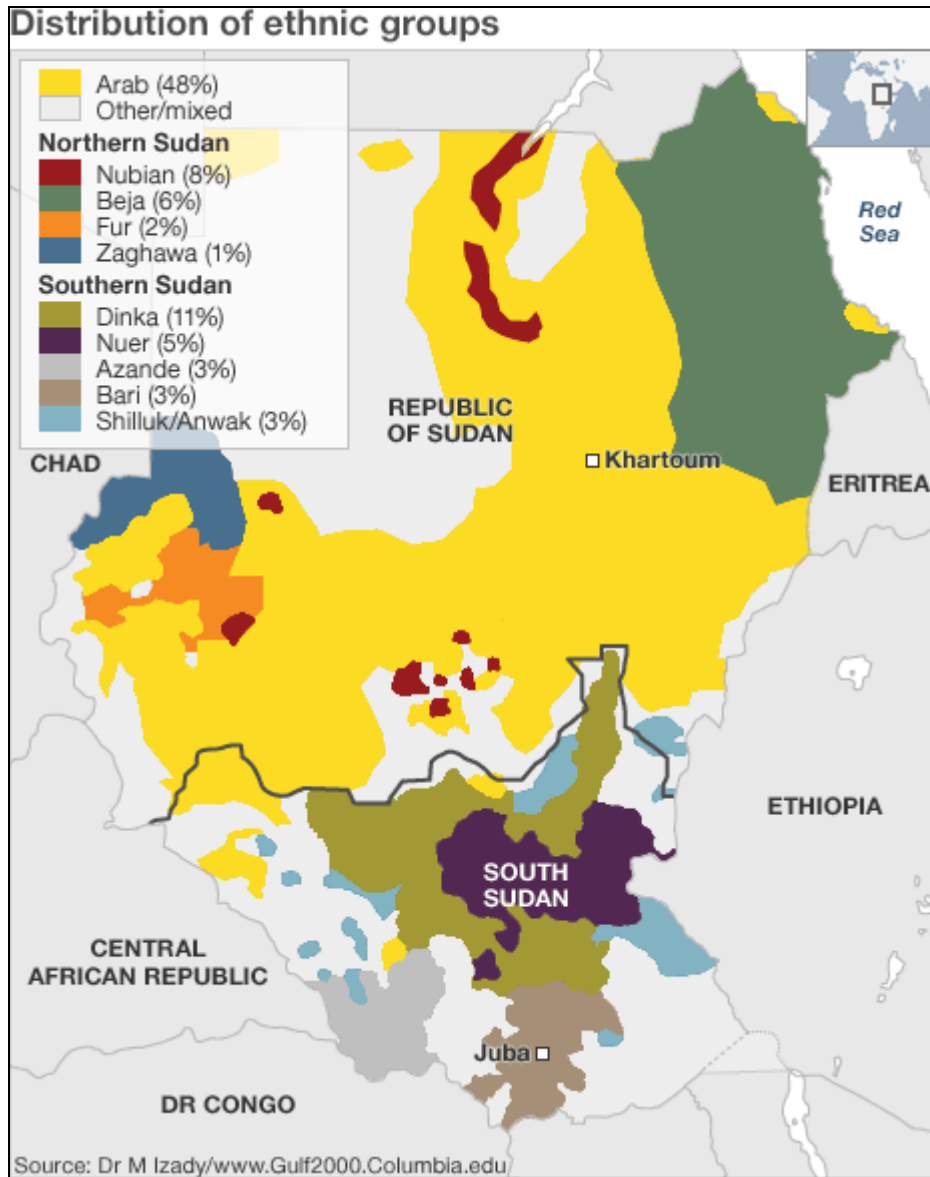 Distribution of ethnic groups
Arab (48%)
Other/mixed
Northern Sudan
Nubian (8%)
Beja (6%)
Fur (2%)
Zaghawa (1%)
Southern Sudan
Dinka (11%)
Nuer (5%)
Azande (3%)
Bari (3%)
Shilluk/Anwak (3%)
Red
Sea
REPUBLIC
OF SUDAN
CHAD
Khartoum
ERITREA
ETHIOPIA
SOUTH
SUDAN
CENTRAL
AFRICAN REPUBLIC
Juba
DR CONGO
Source: Dr M Izady/www.Gulf2000.Columbia.edu